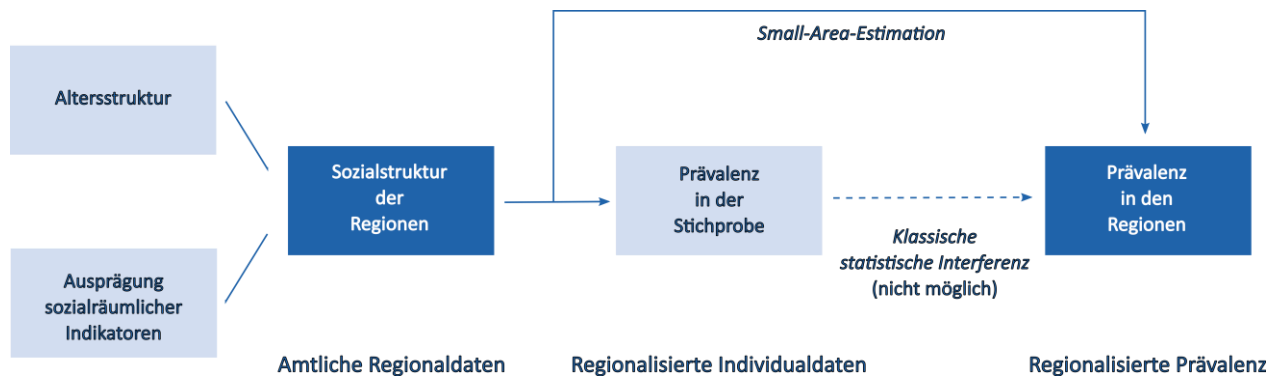 Small-Area-Estimation
Altersstruktur
Sozialstruktur
der
Regionen
Prävalenz
in der
Stichprobe
Prävalenz
in den
Regionen
Klassische
statistische Interferenz
(nicht möglich)
Ausprägung
sozialräumlicher
Indikatoren
Amtliche Regionaldaten
Regionalisierte Individualdaten
Regionalisierte Prävalenz